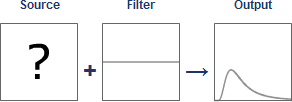 Source Filter Output
? + →